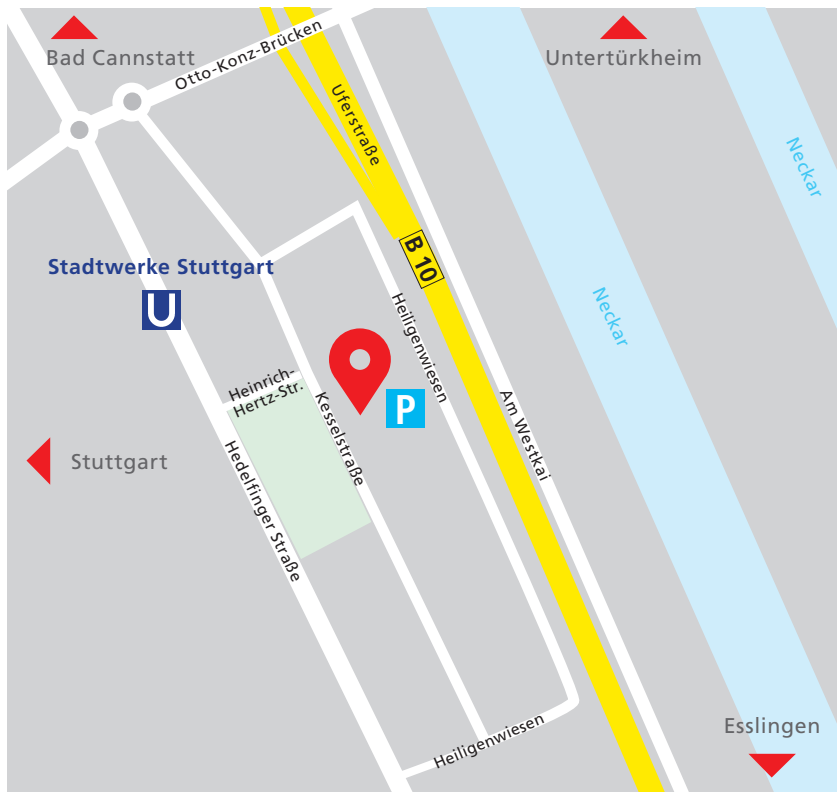 Bad Cannstatt
Otto-Konz-Brücken
Untertürkheim
Uferstraße
Neckar
B 10
Stadtwerke Stuttgart
U
Neckar
Heiligenwiesen
Heinrich-
Hertz-Str.
P
Kesselstraße
Am Westkai
Stuttgart
Hedelfinger Straße
Esslingen
Heiligenwiesen